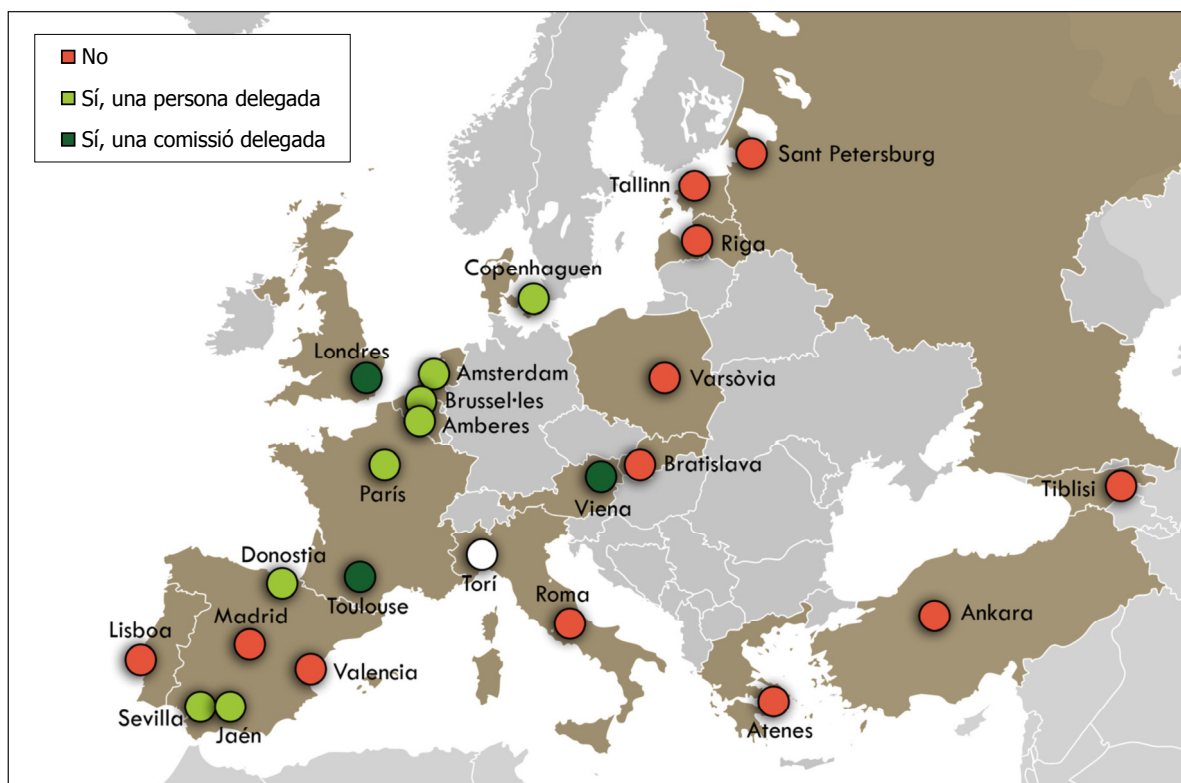 No
Sí, una persona delegada
Sí, una comissió delegada
Sant Petersburg
Tallinn
Riga
Copenhaguen
Londres
Amsterdam
Brussel·les
Amberes
Varsòvia
París
Bratislava
Viena
Tiblisi
Donostia
Toulouse
Torí
Roma
Madrid
Lisboa
Valencia
Ankara
Sevilla
Jaén
Atenes